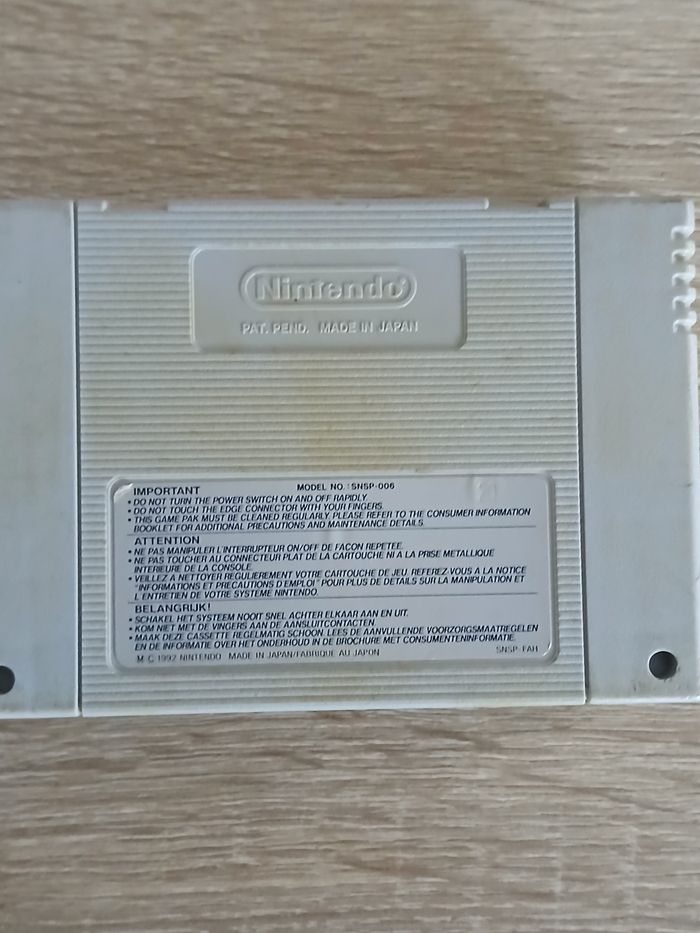 Nintendo®
PAT. PEND. MADE IN JAPAN
IMPORTANT MODEL NO.: SNSP-006 21
• DO NOT TURN THE POWER SWITCH ON AND OFF RAPIDLY.
• DO NOT TOUCH THE EDGE CONNECTOR WITH YOUR FINGERS.
• THIS GAME PAK MUST BE CLEANED REGULARLY. PLEASE REFER TO THE CONSUMER INFORMATION
BOOKLET FOR ADDITIONAL PRECAUTIONS AND MAINTENANCE DETAILS.
ATTENTION
• NE PAS MANIPULER L'INTERRUPTEUR ON/OFF DE FACON REPETEE.
• NE PAS TOUCHER AU CONNECTEUR PLAT DE LA CARTOUCHE NI A LA PRISE METALLIQUE
INTERIEURE DE LA CONSOLE.
• VEILLEZ A NETTOYER REGULIEREMENT VOTRE CARTOUCHE DE JEU. REFEREZ-VOUS A LA NOTICE
"INFORMATIONS ET PRECAUTIONS D'EMPLOI" POUR PLUS DE DETAILS SUR LA MANIPULATION ET
L'ENTRETIEN DE VOTRE SYSTEME NINTENDO.
BELANGRIJK!
• SCHAKEL HET SYSTEEM NOOIT SNEL ACHTER ELKAAR AAN EN UIT.
• KOM NIET MET DE VINGERS AAN DE AANSLUITCONTACTEN.
• MAAK DEZE CASSETTE REGELMATIG SCHOON. LEES DE AANVULLENDE VOORZORGSMAATREGELEN
EN DE INFORMATIE OVER HET ONDERHOUD IN DE BROCHURE MET CONSUMENTENINFORMATIE.
M C 1992 NINTENDO MADE IN JAPAN/FABRIQUE AU JAPON SNSP-FAH